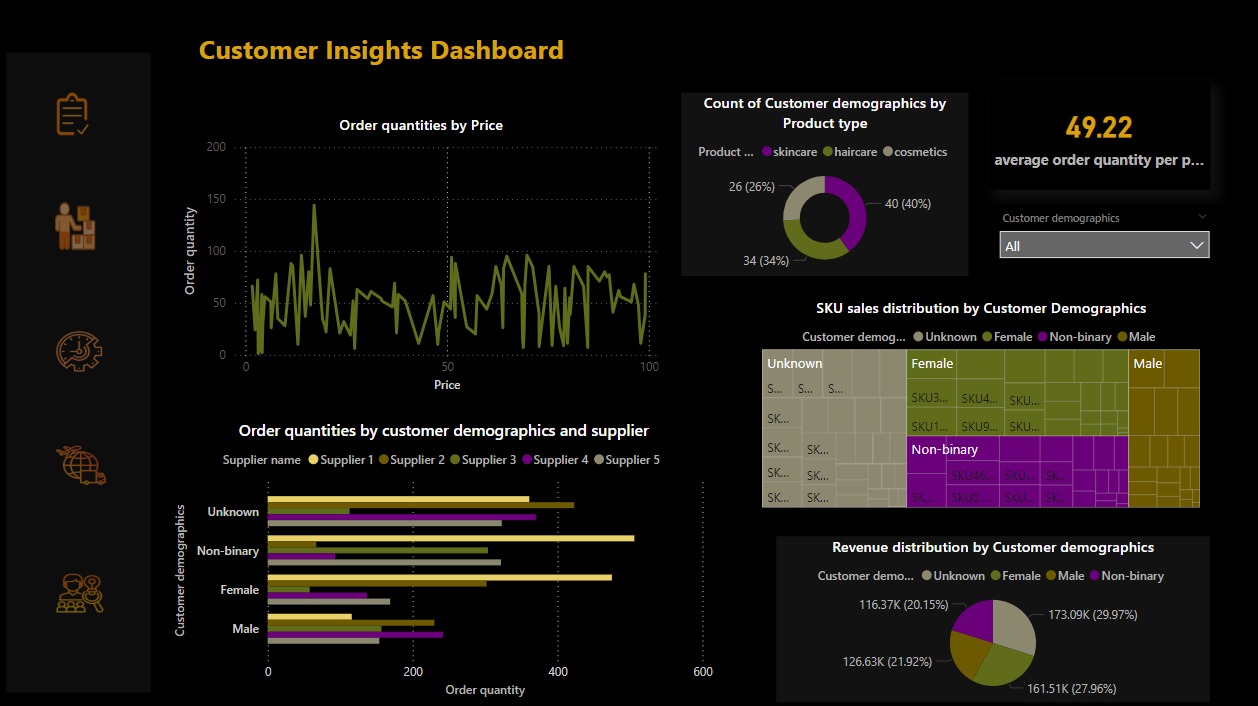 Customer Insights Dashboard
Order quantities by Price
200
150
100
50
0
Order quantity
0
50
100
Price
Count of Customer demographics by
Product type
Product ...
skincare
haircare
cosmetics
26 (26%)
40 (40%)
34 (34%)
49.22
average order quantity per p...
Customer demographics
All
Order quantities by customer demographics and supplier
Supplier name
Supplier 1
Supplier 2
Supplier 3
Supplier 4
Supplier 5
Customer demographics
Unknown
Non-binary
Female
Male
0
200
400
600
Order quantity
SKU sales distribution by Customer Demographics
Customer demog...
Unknown
Female
Non-binary
Male
Unknown
S...
S...
S...
SK...
SK...
SK...
SK...
SK...
SK...
SK...
Female
SKU3...
SKU4...
SKU...
SKU1...
SKU9...
SKU...
Non-binary
SKU46...
SKU...
SK...
SK...
SKU0...
SKU...
SK...
Male
Revenue distribution by Customer demographics
Customer demo...
Unknown
Female
Male
Non-binary
116.37K (20.15%)
173.09K (29.97%)
126.63K (21.92%)
161.51K (27.96%)